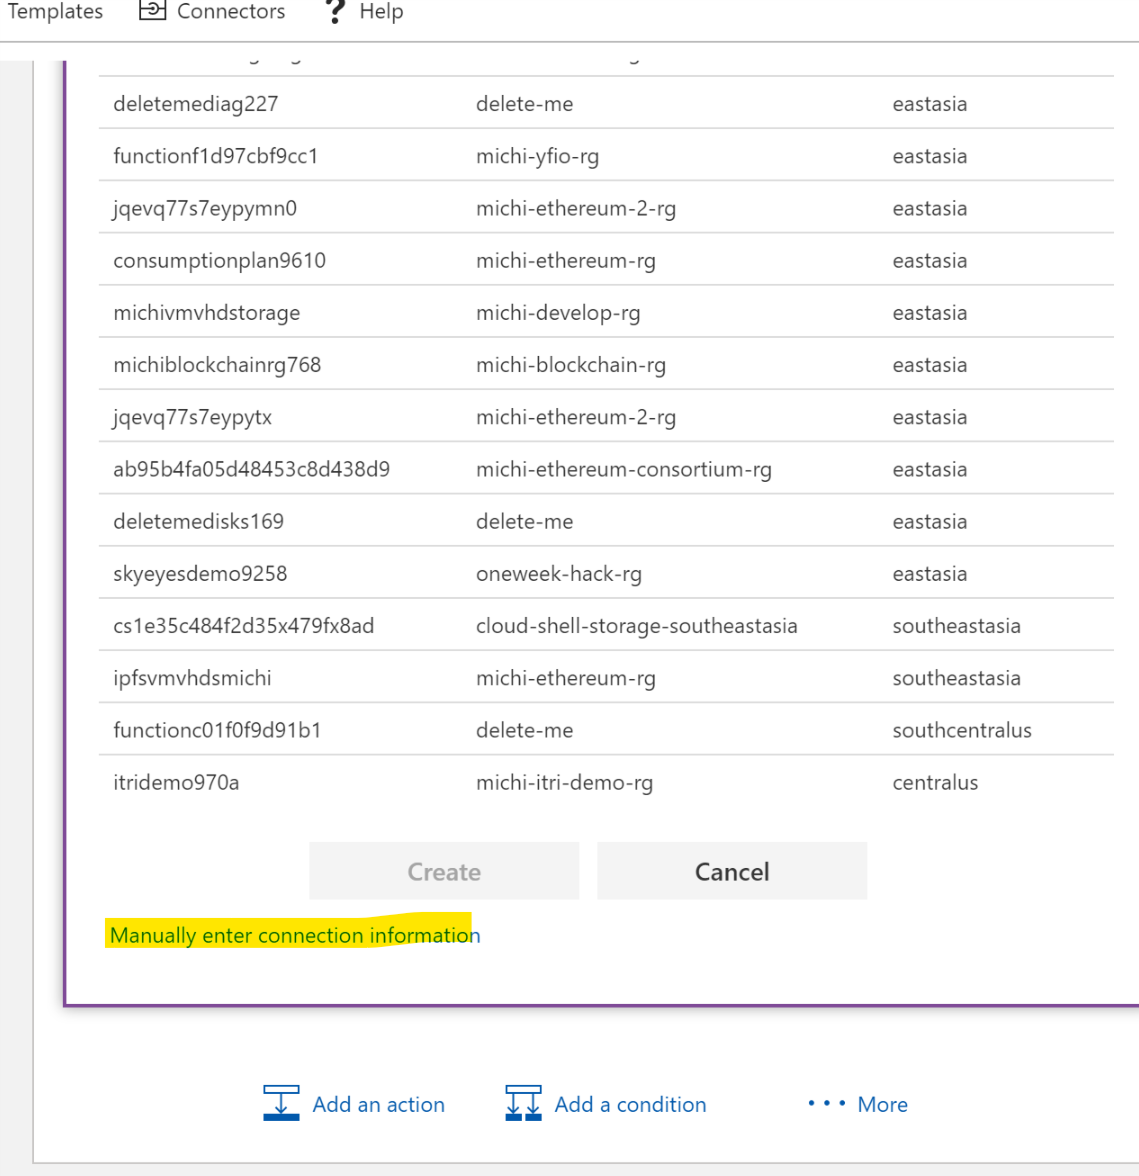 Templates Connectors ? Help
deletemediag227 delete-me eastasia
functionf1d97cbf9cc1 michi-yfio-rg eastasia
jqevq77s7eypymn0 michi-ethereum-2-rg eastasia
consumptionplan9610 michi-ethereum-rg eastasia
michivmvhdstorage michi-develop-rg eastasia
michiblockchainrg768 michi-blockchain-rg eastasia
jqevq77s7eypytx michi-ethereum-2-rg eastasia
ab95b4fa05d48453c8d438d9 michi-ethereum-consortium-rg eastasia
deletemedisks169 delete-me eastasia
skyeyesdemo9258 oneweek-hack-rg eastasia
cs1e35c484f2d35x479fx8ad cloud-shell-storage-southeastasia southeastasia
ipfsvmvhdsmichi michi-ethereum-rg southeastasia
functionc01f0f9d91b1 delete-me southcentralus
itridemo970a michi-itri-demo-rg centralus
Create Cancel
Manually enter connection information
Add an action Add a condition ··· More